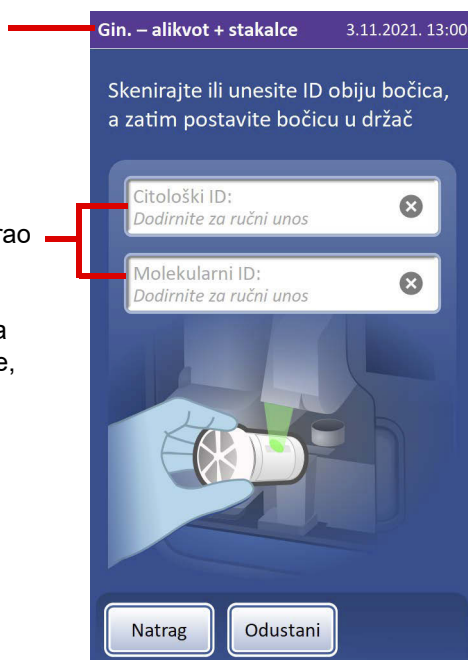 Gin. – alikvot + stakalce 3.11.2021. 13:00
Skenirajte ili unesite ID obiju bočica,
a zatim postavite bočicu u držač
Citološki ID:
Dodirnite za ručni unos
rao
Molekularni ID:
Dodirnite za ručni unos
a
e,
Natrag Odustani